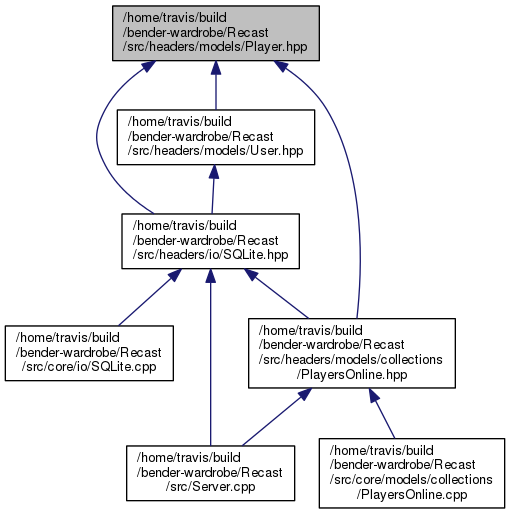 /home/travis/build
/bender-wardrobe/Recast
/src/headers/models/Player.hpp
/home/travis/build
/bender-wardrobe/Recast
/src/headers/models/User.hpp
/home/travis/build
/bender-wardrobe/Recast
/src/headers/io/SQLite.hpp
/home/travis/build
/bender-wardrobe/Recast
/src/core/io/SQLite.cpp
/home/travis/build
/bender-wardrobe/Recast
/src/headers/models/collections
/PlayersOnline.hpp
/home/travis/build
/bender-wardrobe/Recast
/src/Server.cpp
/home/travis/build
/bender-wardrobe/Recast
/src/core/models/collections
/PlayersOnline.cpp